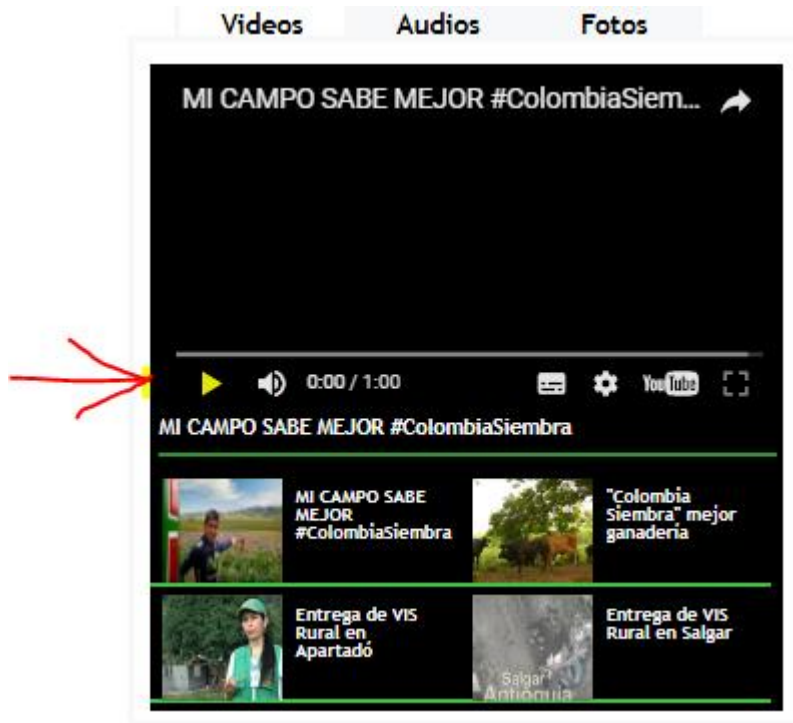 Videos Audios Fotos
MI CAMPO SABE MEJOR #ColombiaSiem...
0:00 / 1:00 YouTube
MI CAMPO SABE MEJOR #ColombiaSiembra
MI CAMPO SABE
MEJOR
#ColombiaSiembra
"Colombia
Siembra" mejor
ganadería
Entrega de VIS
Rural en
Apartadó
Entrega de VIS
Rural en Salgar
Salgar
Antioquia